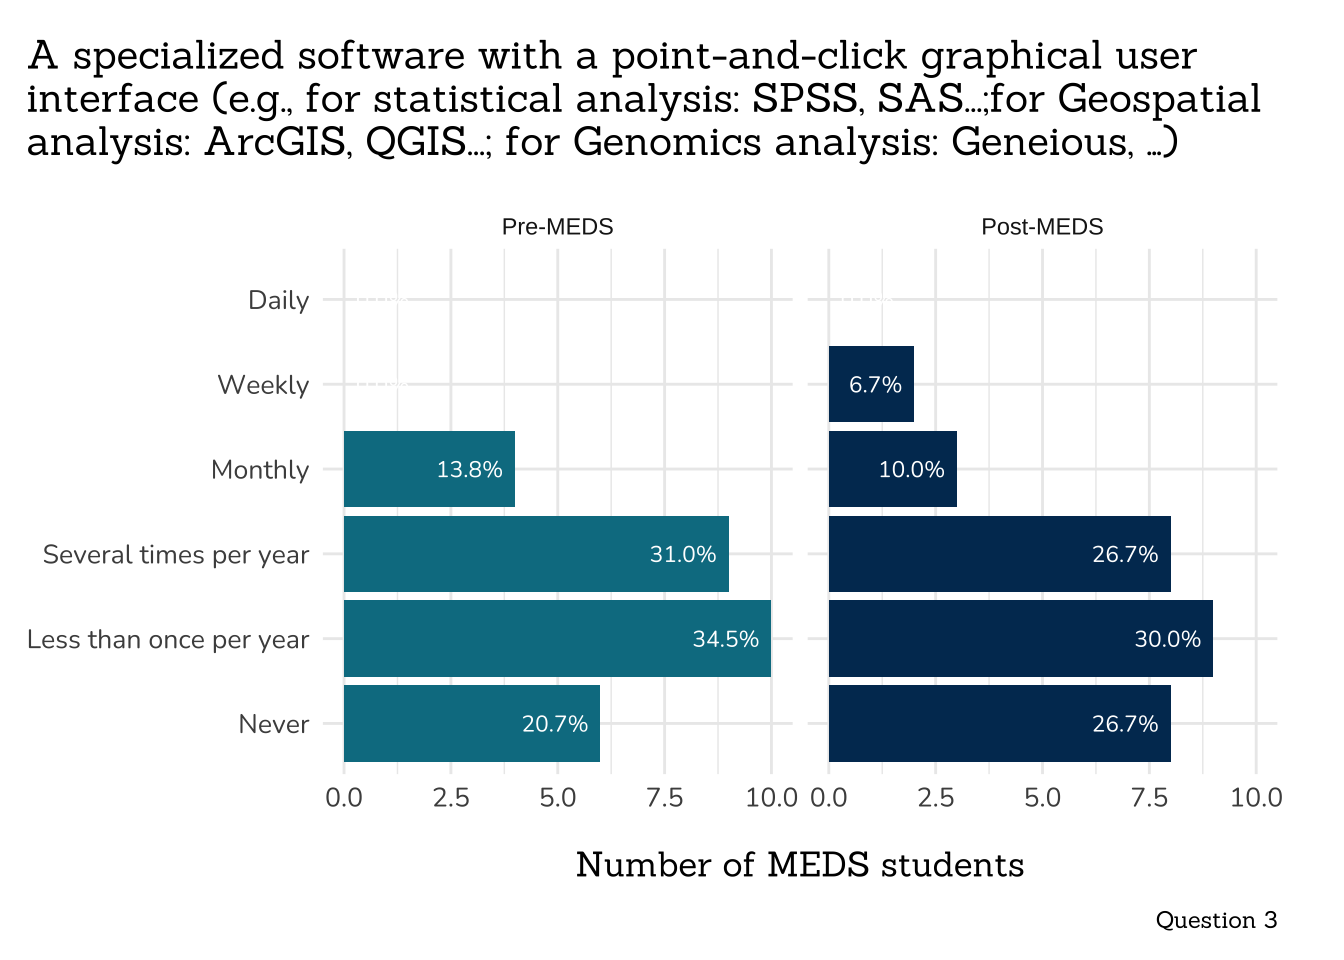 A specialized software with a point-and-click graphical user
interface (e.g., for statistical analysis: SPSS, SAS...;for Geospatial
analysis: ArcGIS, QGIS...; for Genomics analysis: Geneious, ...)
Pre-MEDS Post-MEDS
Daily
Weekly 6.7%
Monthly 13.8% 10.0%
Several times per year 31.0% 26.7%
Less than once per year 34.5% 30.0%
Never 20.7% 26.7%
0.0 2.5 5.0 7.5 10.0 0.0 2.5 5.0 7.5 10.0
Number of MEDS students
Question 3